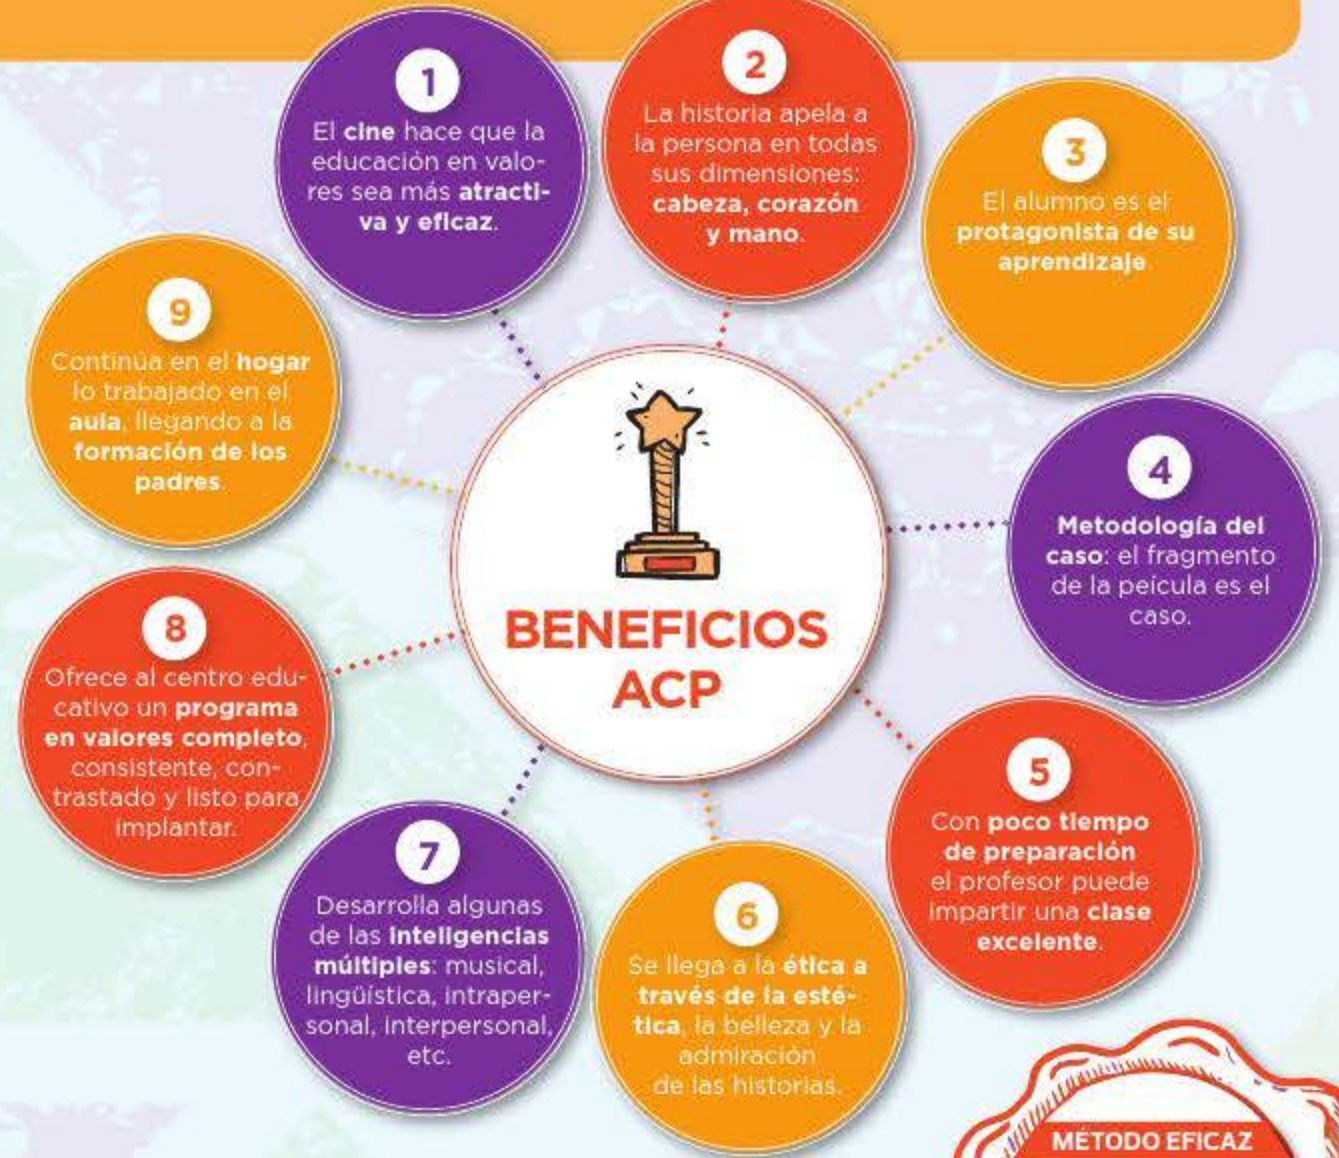 1
El cine hace que la
educación en valo-
res sea más atracti-
va y eficaz.
2
La historia apela a
la persona en todas
sus dimensiones:
cabeza, corazón
y mano.
3
El alumno es el
protagonista de su
aprendizaje.
4
Metodología del
caso: el fragmento
de la peícula es el
caso.
5
Con poco tiempo
de preparación
el profesor puede
impartir una clase
excelente.
6
Se llega a la ética a
través de la esté-
tica, la belleza y la
admiración
de las historias.
7
Desarrolla algunas
de las inteligencias
múltiples: musical,
lingüística, intraper-
sonal, interpersonal,
etc.
8
Ofrece al centro edu-
cativo un programa
en valores completo,
consistente, con-
trastado y listo para
implantar.
9
Continúa en el hogar
lo trabajado en el
aula, llegando a la
formación de los
padres.
BENEFICIOS
ACP
MÉTODO EFICAZ